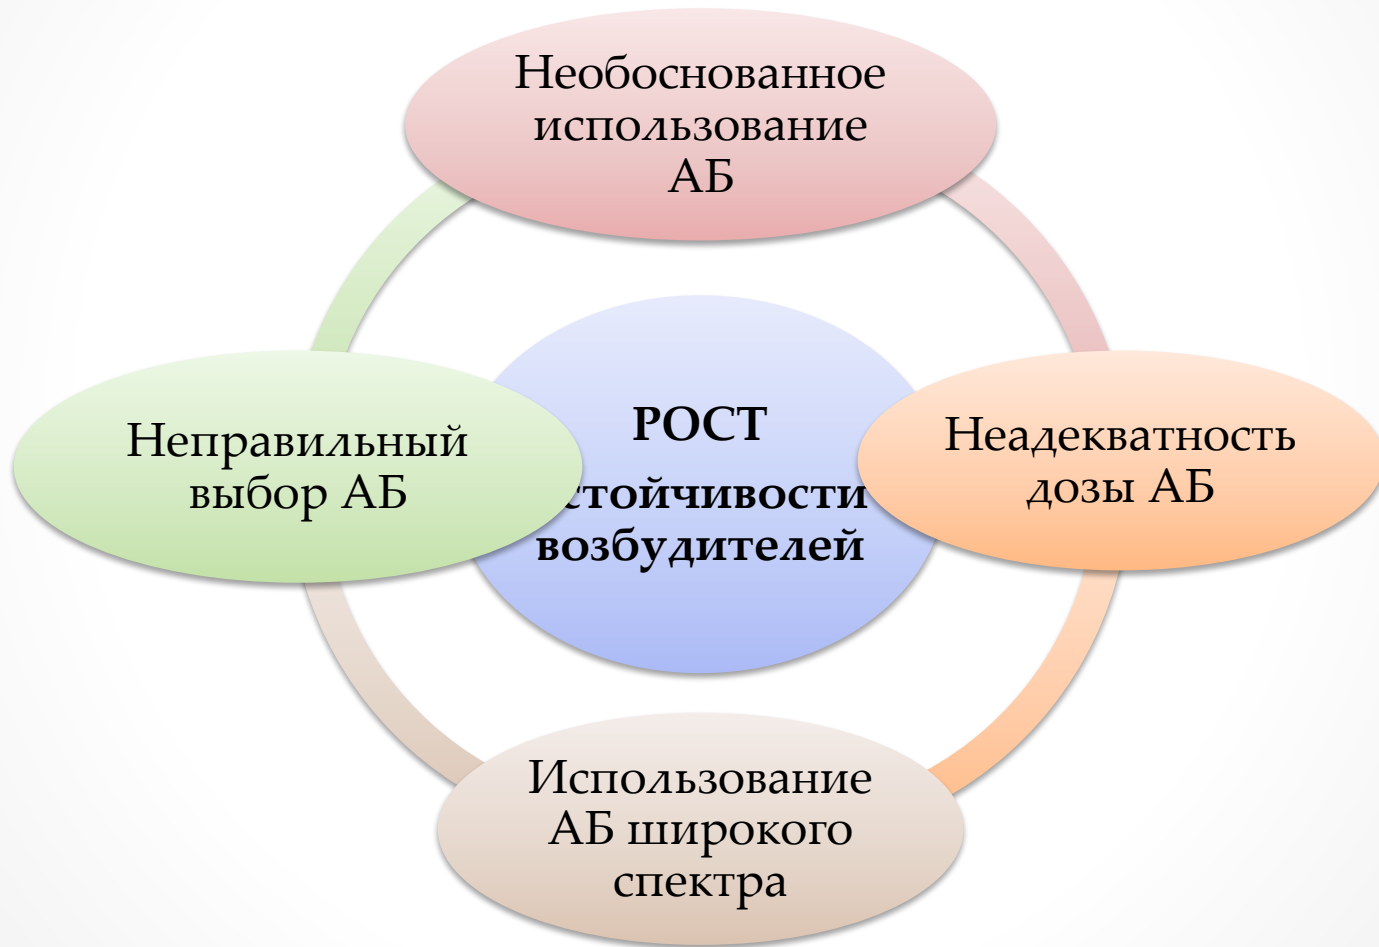 Необоснованное
использование
АБ
Неправильный
выбор АБ
РОСТ
стойчивости
возбудителей
Неадекватность
дозы АБ
Использование
АБ широкого
спектра